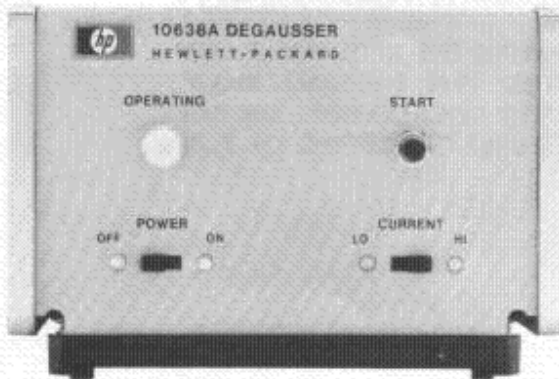 hp
10638A DEGAUSSER
HEWLETT-PACKARD
OPERATING
START
POWER
OFF
ON
CURRENT
LO
HI